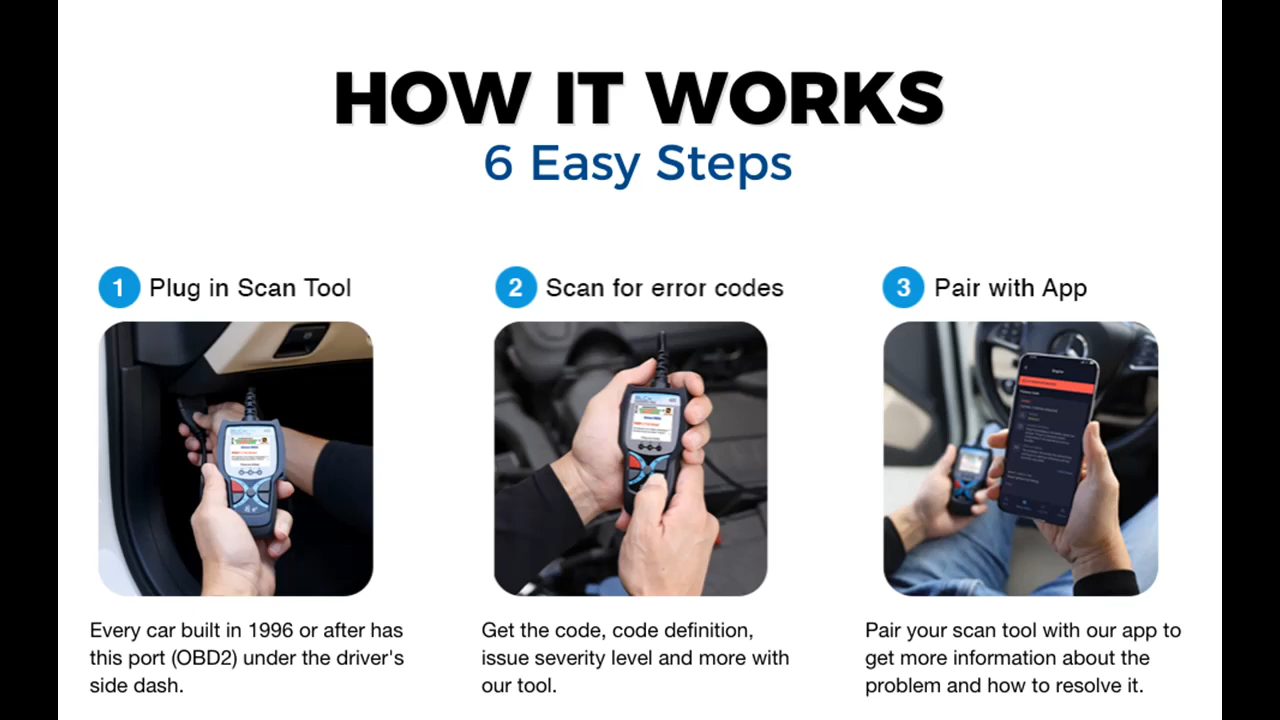 HOW IT WORKS
6 Easy Steps
1 Plug in Scan Tool
Every car built in 1996 or after has
this port (OBD2) under the driver's
side dash.
2 Scan for error codes
Get the code, code definition,
issue severity level and more with
our tool.
3 Pair with App
Pair your scan tool with our app to
get more information about the
problem and how to resolve it.